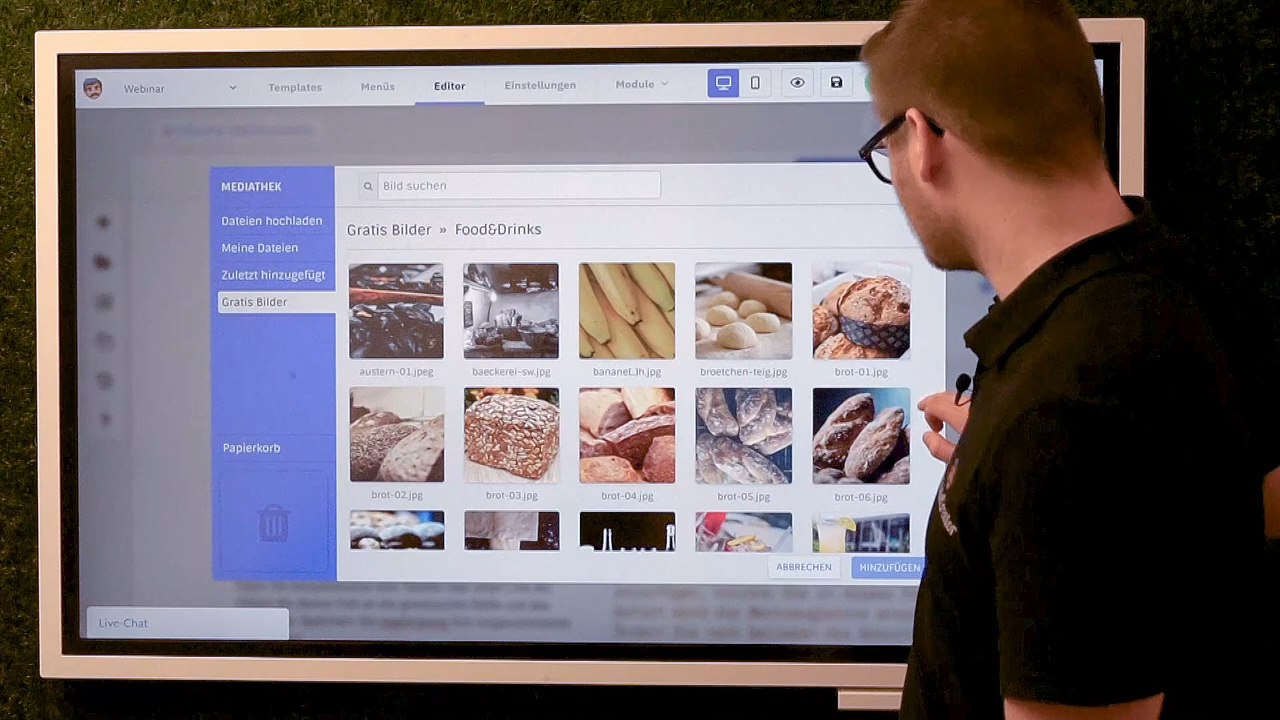 Webinar
Templates
Menüs
Editor
Einstellungen
Module
MEDIATHEK
Bild suchen
Dateien hochladen
Gratis Bilder » Food&Drinks
Meine Dateien
Zuletzt hinzugefügt
Gratis Bilder
austern-01.jpeg
baeckerei-sw.jpg
banane[..]h.jpg
broetchen-teig.jpg
brot-01.jpg
Papierkorb
brot-02.jpg
brot-03.jpg
brot-04.jpg
brot-05.jpg
brot-06.jpg
ABBRECHEN
HINZUFÜGEN
Live-Chat